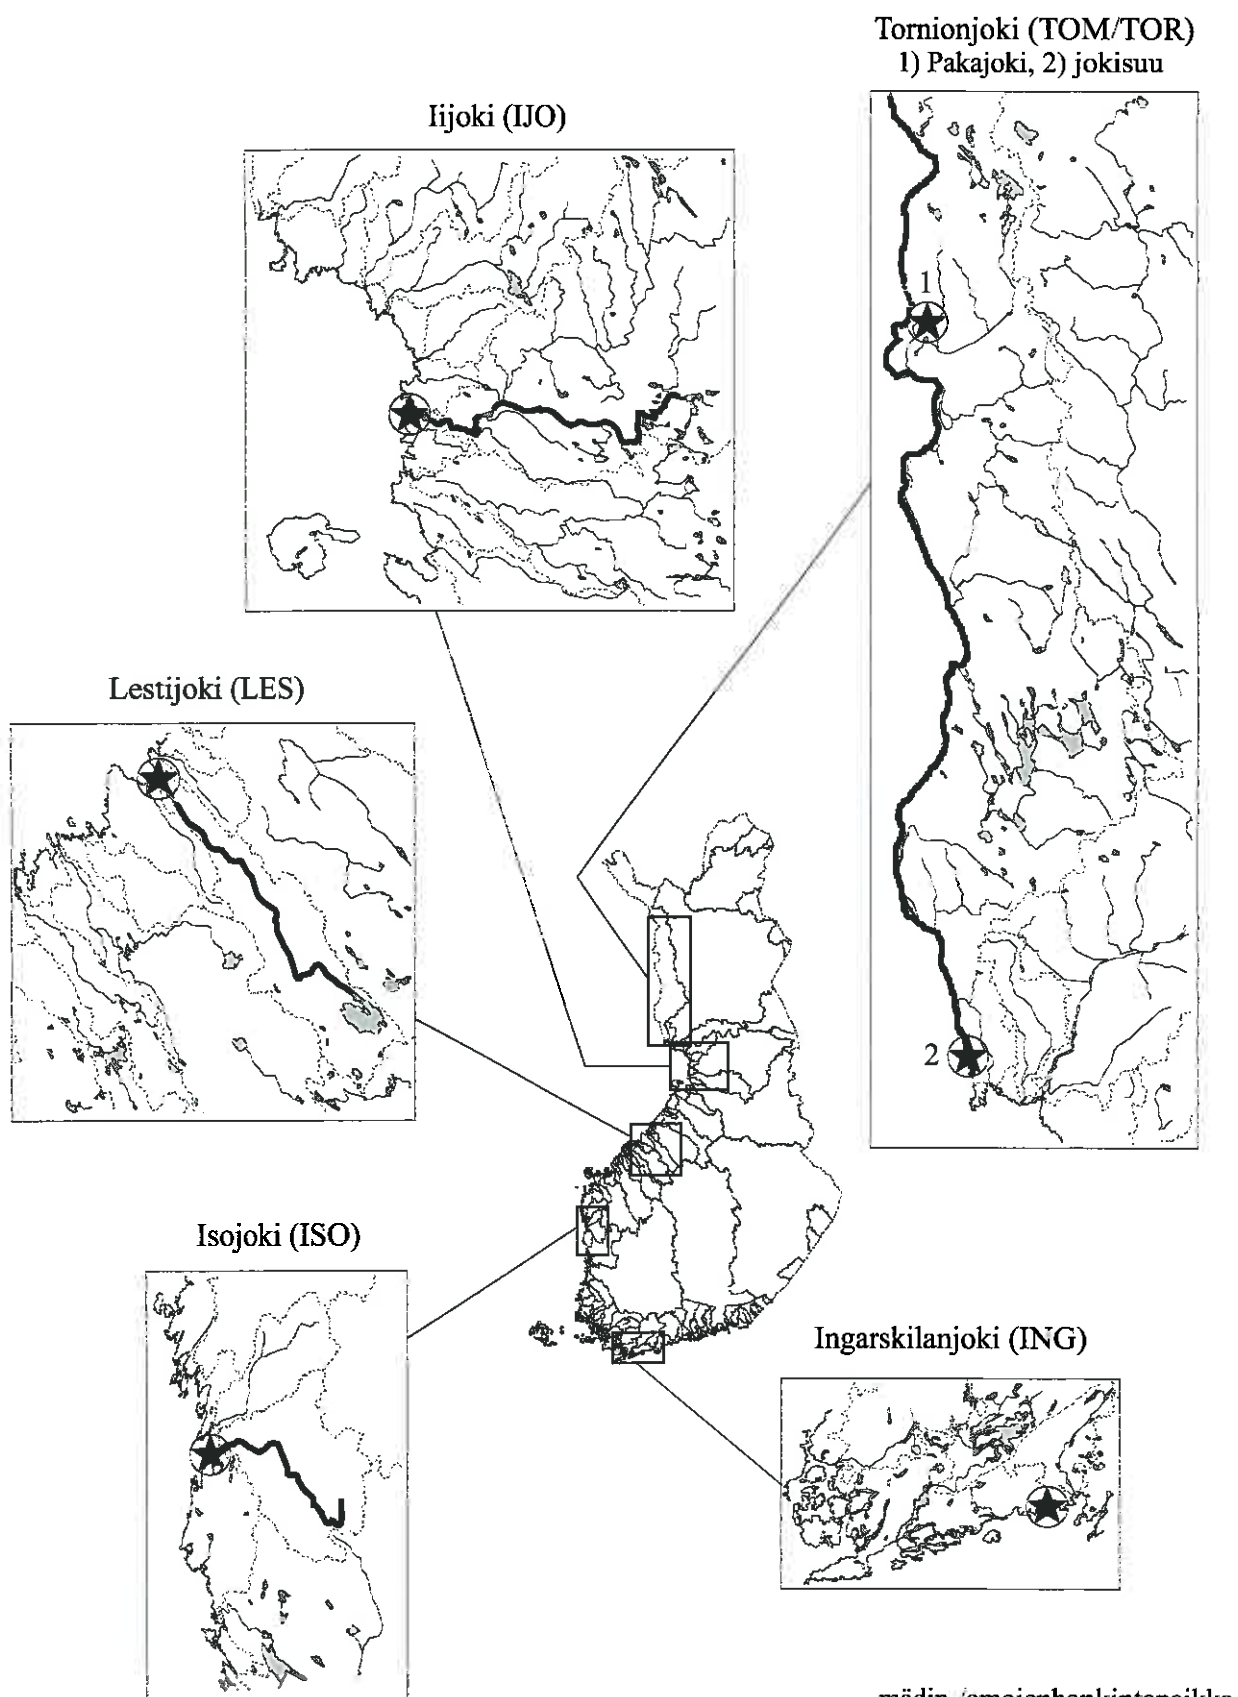 Tornionjoki (TOM/TOR)
1) Pakajoki, 2) jokisuu
Iijoki (IJO)
1
Lestijoki (LES)
2
Isojoki (ISO)
Ingarskilanjoki (ING)